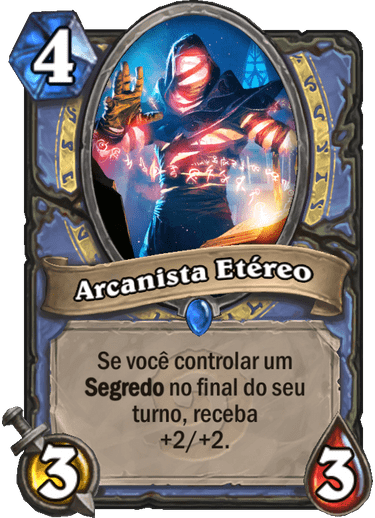 4
Arcanista Etéreo
Se você controlar um
Segredo no final do seu
turno, receba
+2/+2.
3 3